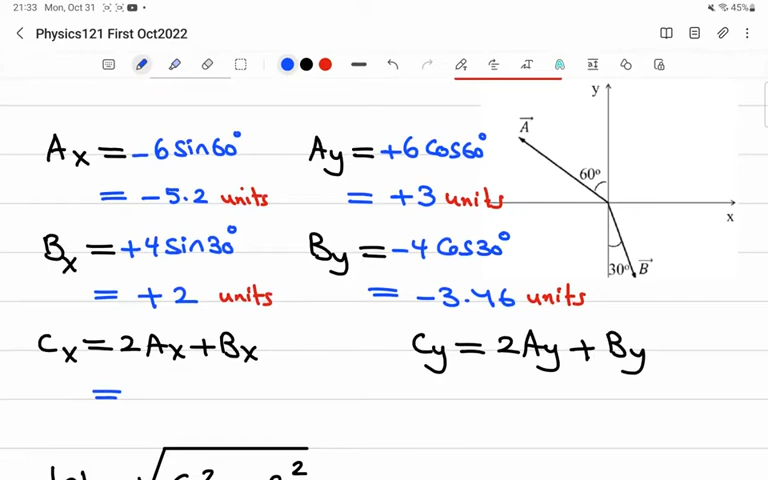 21:33 Mon, Oct 31 45%
Physics121 First Oct2022
y
A
60°
x
30° B
Ax = -6 sin60° Ay = +6 cos60°
= -5.2 units = +3 units
Bx = +4 sin30° By = -4 cos30°
= +2 units = -3.46 units
Cx = 2Ax + Bx Cy = 2Ay + By
=